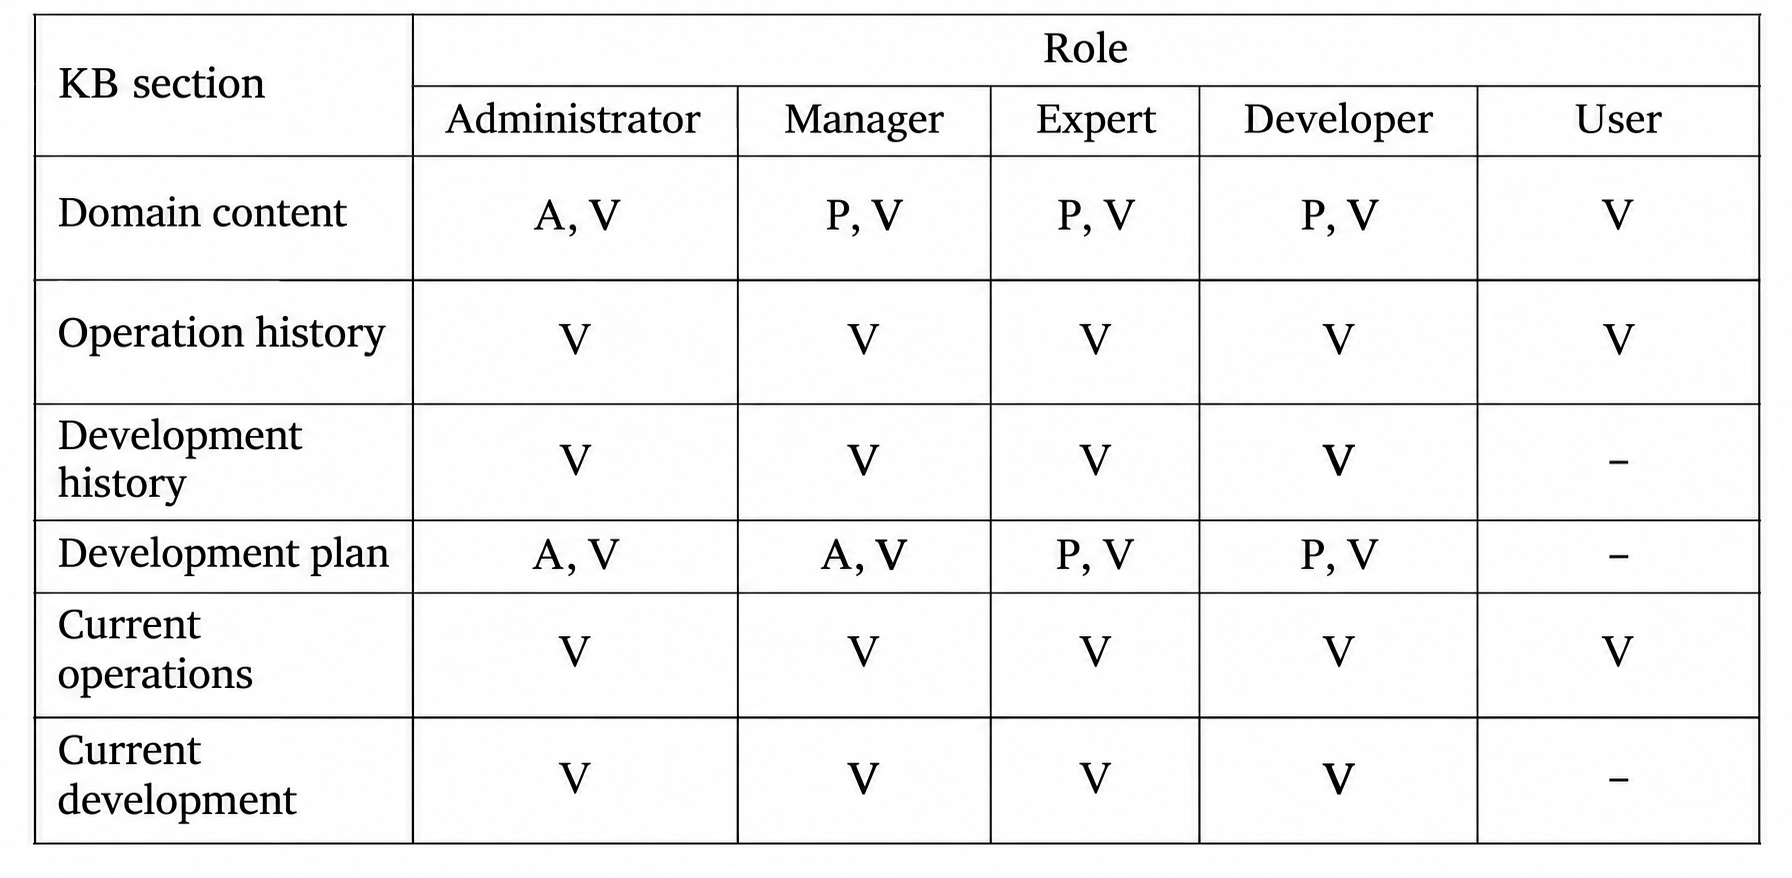 KB section
Role
Administrator Manager Expert Developer User
Domain content A, V P, V P, V P, V V
Operation history V V V V V
Development
history V V V V –
Development plan A, V A, V P, V P, V –
Current
operations V V V V V
Current
development V V V V –